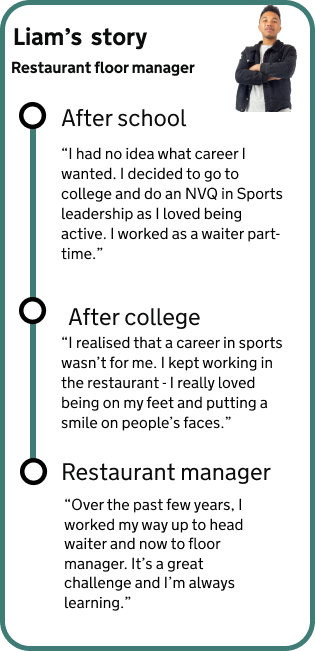 Liam's story
Restaurant floor manager
After school
“I had no idea what career I
wanted. I decided to go to
college and do an NVQ in Sports
leadership as I loved being
active. I worked as a waiter part-
time.”
After college
“I realised that a career in sports
wasn't for me. I kept working in
the restaurant - I really loved
being on my feet and putting a
smile on people's faces.”
Restaurant manager
“Over the past few years, I
worked my way up to head
waiter and now to floor
manager. It's a great
challenge and I'm always
learning.”